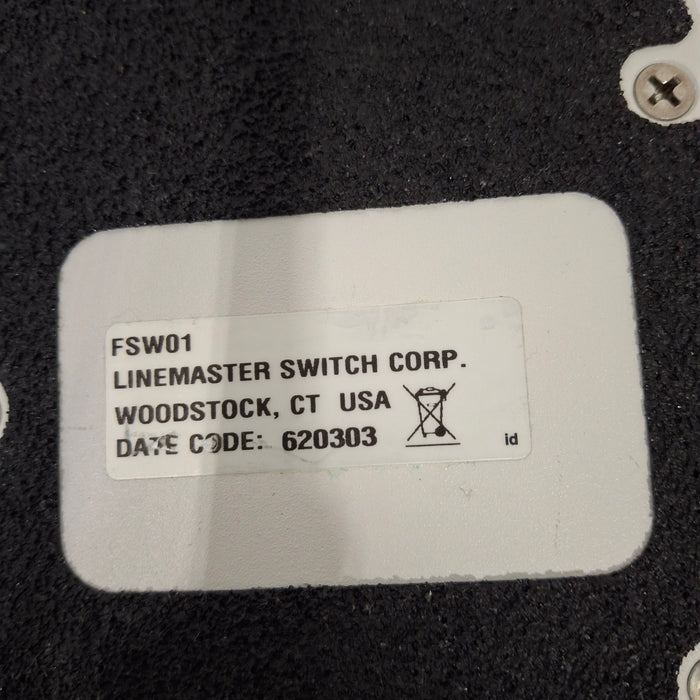 FSW01
LINEMASTER SWITCH CORP.
WOODSTOCK, CT USA
DATE CODE: 620303
id